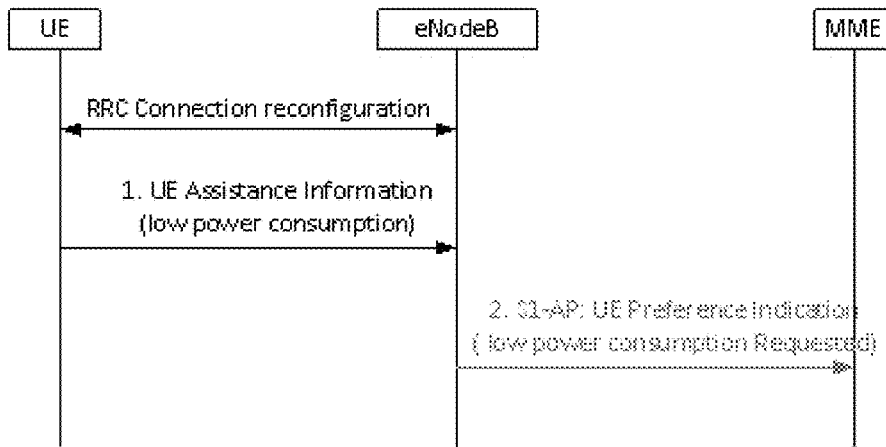 UE
eNodeB
MME
RRC Connection reconfiguration
1. UE Assistance Information
(low power consumption)
2. S1-AP: UE Preference Indication
( low power consumption Requested)